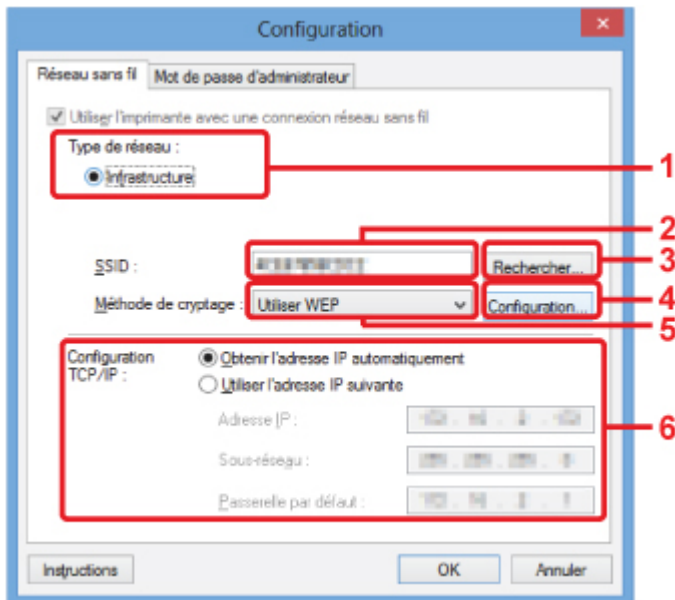 Configuration
Réseau sans fil Mot de passe d'administrateur
Utiliser l'imprimante avec une connexion réseau sans fil
Type de réseau :
Infrastructure
1
2
SSID :
Rechercher...
3
Méthode de cryptage : Utiliser WEP
Configuration...
4
5
Configuration TCP/IP :
Obtenir l'adresse IP automatiquement
Utiliser l'adresse IP suivante
Adresse IP :
6
Sous-réseau :
Passerelle par défaut :
Instructions OK Annuler